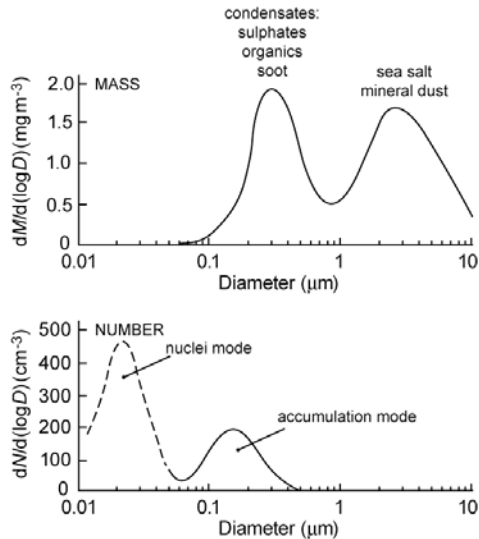 condensates:
sulphates
organics
soot
sea salt
mineral dust
MASS
dM/d(logD)(mgm-3)
2.0
1.5
1.0
0.5
0
0.01 0.1 1 10
Diameter (μm)
NUMBER
nuclei mode
accumulation mode
dN/d(logD)(cm-3)
500
400
300
200
100
0
0.01 0.1 1 10
Diameter (μm)